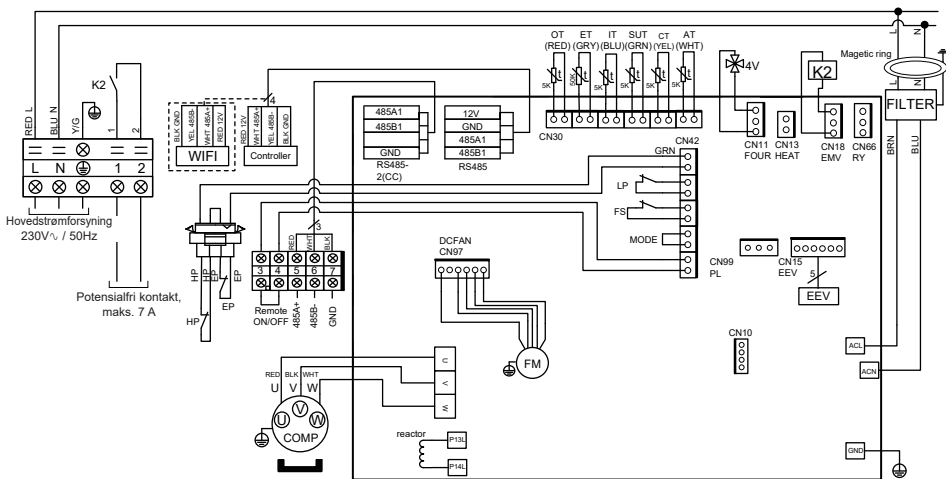 OT
(RED)
ET
(GRY)
IT
(BLU)
SUT
(GRN)
CT
(YEL)
AT
(WHT)
t
t
t
t
t
t
5K
50K
5K
5K
5K
5K
4V
K2
L
N
Magetic ring
L
N
FILTER
RED L
BLU N
Y/G
K2
1
2
L
N
1
2
Hovedstrømforsyning
230V∿ / 50Hz
Potensialfri kontakt,
maks. 7 A
BLK GND
YEL 485B-
WHT 485A+
RED 12V
WIFI
4
RED 12V
WHT 485A+
YEL 485B-
BLK GND
Controller
485A1
485B1
GND
RS485-
2(CC)
12V
GND
485A1
485B1
RS485
CN30
CN42
GRN
LP
FS
MODE
CN11
FOUR
CN13
HEAT
CN18
EMV
CN66
RY
BRN
BLU
HP
HP
EP
EP
HP
EP
3
RED
WHT
BLK
3
4
5
6
7
Remote
ON/OFF
485A+
485B-
GND
DCFAN
CN97
FM
CN99
PL
CN15
EEV
5
EEV
CN10
ACL
ACN
GND
RED
BLK
WHT
U
V
W
U
V
W
COMP
U
V
W
reactor
P13L
P14L